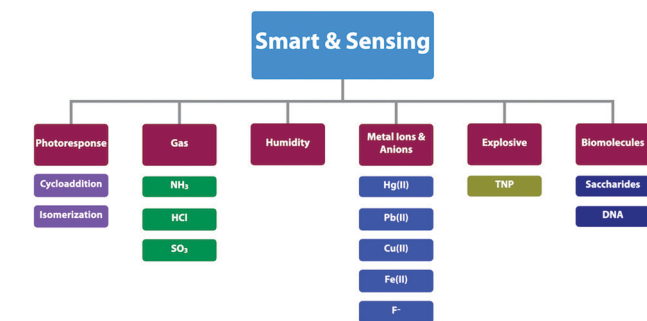 Smart & Sensing
Photoresponse
Gas
Humidity
Metal Ions &
Anions
Explosive
Biomolecules
Cycloaddition
NH₃
Hg(II)
TNP
Saccharides
Isomerization
HCl
Pb(II)
DNA
SO₃
Cu(II)
Fe(II)
F⁻